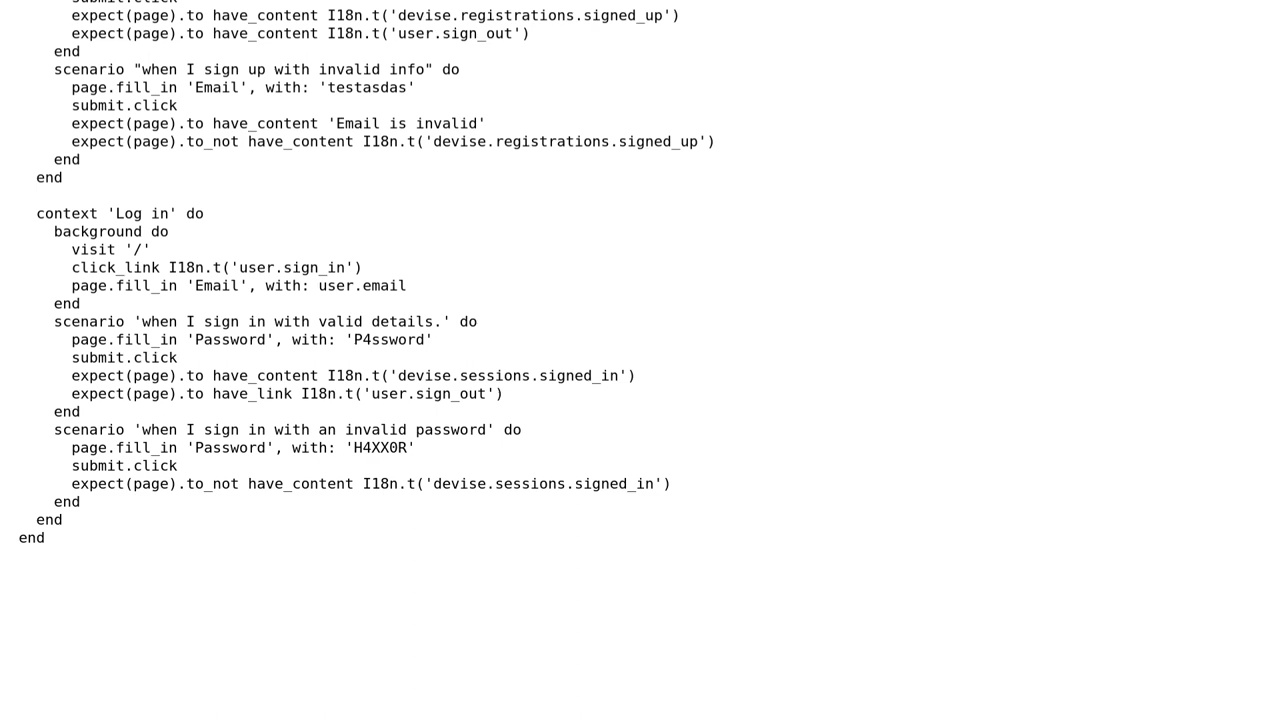 submit.click
expect(page).to have_content I18n.t('devise.registrations.signed_up')
expect(page).to have_content I18n.t('user.sign_out')
end
scenario "when I sign up with invalid info" do
page.fill_in 'Email', with: 'testasdas'
submit.click
expect(page).to have_content 'Email is invalid'
expect(page).to_not have_content I18n.t('devise.registrations.signed_up')
end
end
context 'Log in' do
background do
visit '/'
click_link I18n.t('user.sign_in')
page.fill_in 'Email', with: user.email
end
scenario 'when I sign in with valid details.' do
page.fill_in 'Password', with: 'P4ssword'
submit.click
expect(page).to have_content I18n.t('devise.sessions.signed_in')
expect(page).to have_link I18n.t('user.sign_out')
end
scenario 'when I sign in with an invalid password' do
page.fill_in 'Password', with: 'H4XX0R'
submit.click
expect(page).to_not have_content I18n.t('devise.sessions.signed_in')
end
end
end